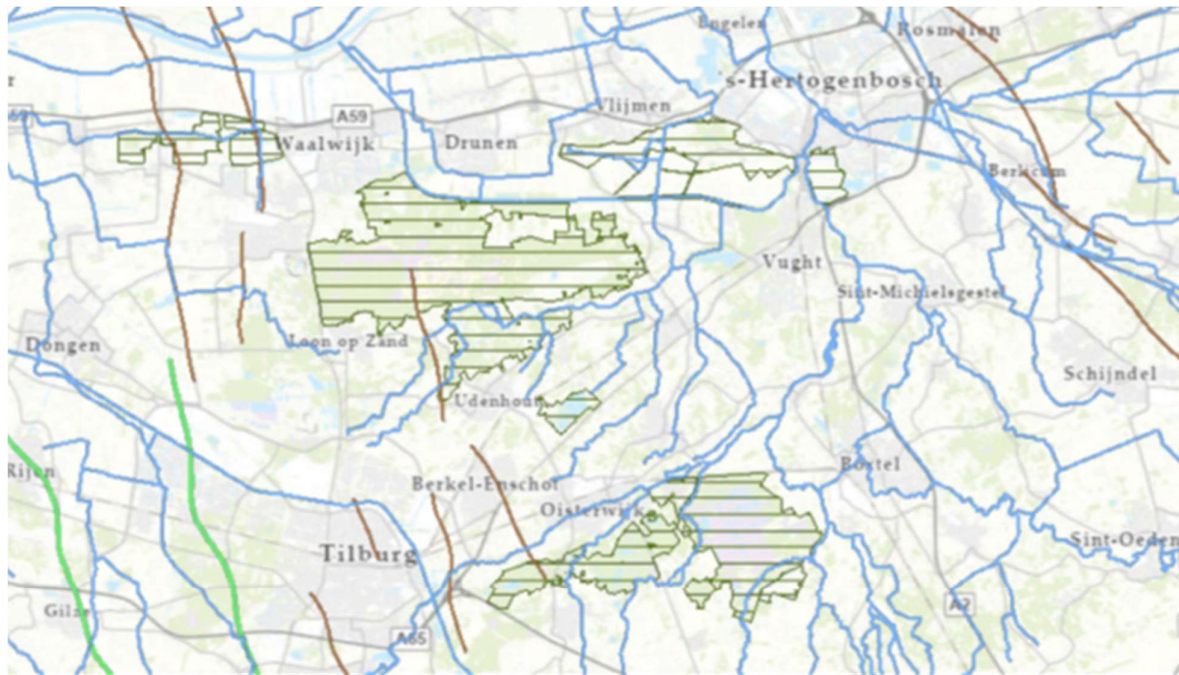 Engelen
Rosmalen
's-Hertogenbosch
Vlijmen
A59
Waalwijk
Drunen
Berlicum
Vught
Sint-Michielsgestel
Loon op Zand
Dongen
Schijndel
Udenhout
Rijen
Boxtel
Berkel-Enschot
Oisterwijk
Tilburg
Sint-Oeden
Gilze
A2
A65